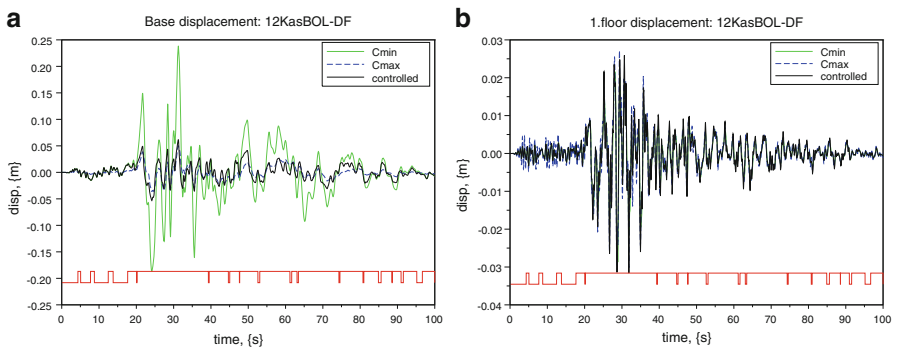 a
Base displacement: 12KasBOL-DF
0.25
0.20
0.15
0.10
0.05
0.00
-0.05
-0.10
-0.15
-0.20
-0.25
disp, {m}
Cmin
Cmax
controlled
0 10 20 30 40 50 60 70 80 90 100
time, {s}
b
1.floor displacement: 12KasBOL-DF
0.03
0.02
0.01
0.00
-0.01
-0.02
-0.03
-0.04
disp, {m}
Cmin
Cmax
controlled
0 10 20 30 40 50 60 70 80 90 100
time, {s}